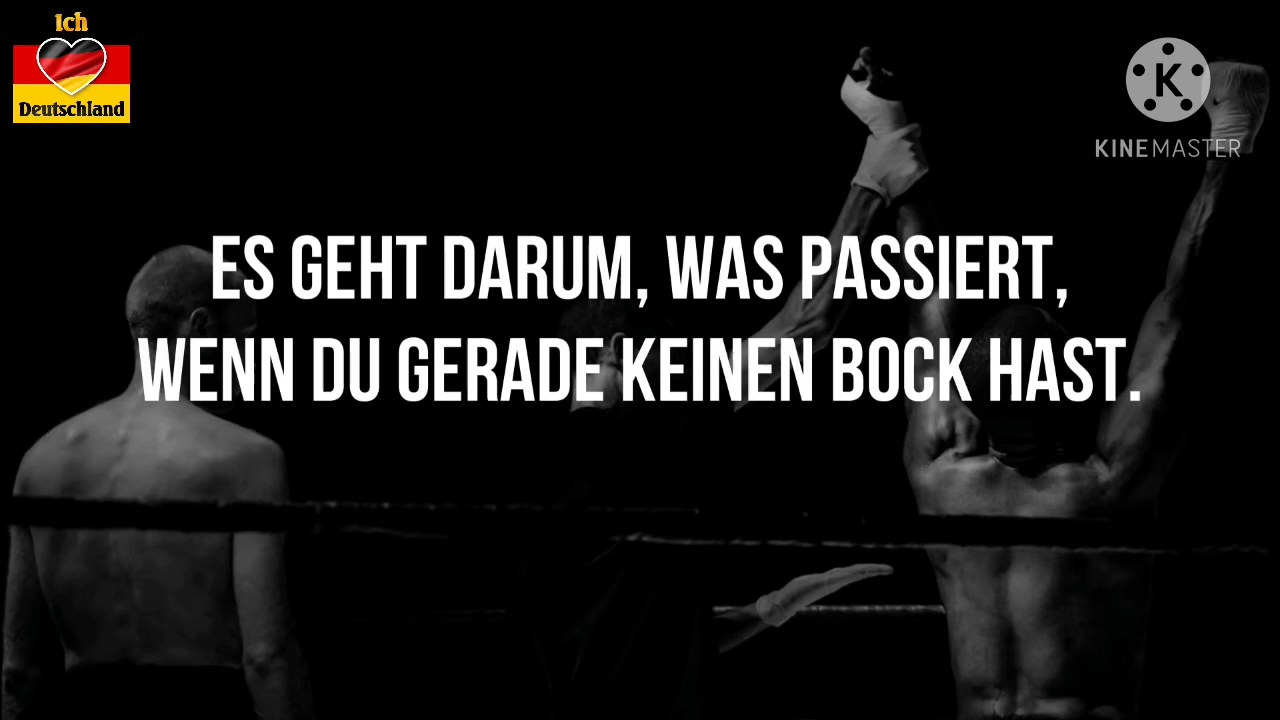 Ich
Deutschland
K
KINEMASTER
ES GEHT DARUM, WAS PASSIERT,
WENN DU GERADE KEINEN BOCK HAST.